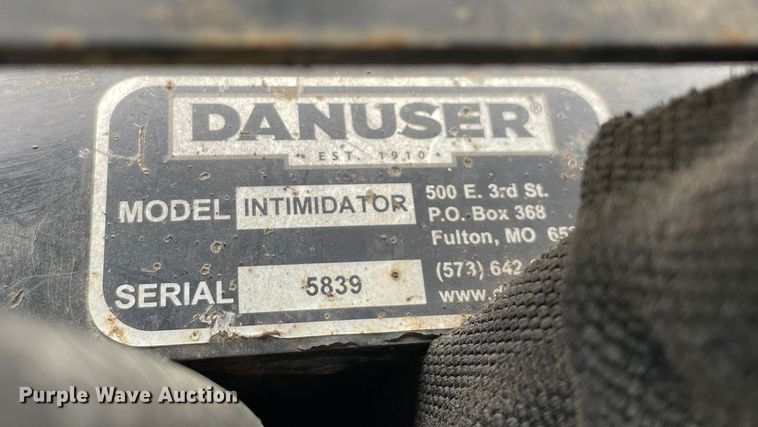 DANUSER®
EST. 1910
MODEL INTIMIDATOR
500 E. 3rd St.
P.O. Box 368
Fulton, MO
SERIAL 5839
(573) 642
www.
Purple Wave Auction